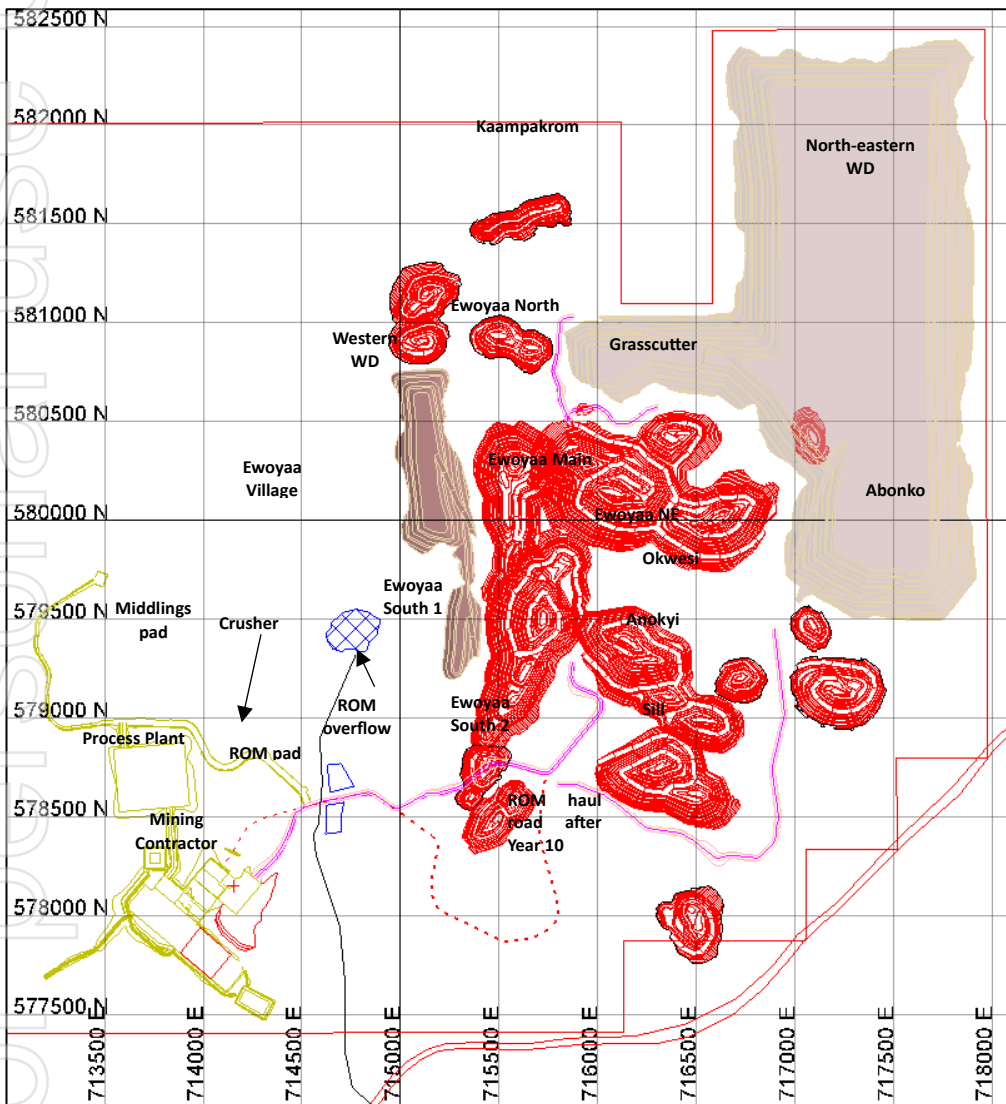 582500 N
582000 N
Kaampakrom
North-eastern
WD
581500 N
Ewoyaa North
581000 N
Western
WD
Grasscutter
580500 N
Ewoyaa Main
Ewoyaa
Village
Abonko
580000 N
Ewoyaa NE
Okwesi
579500 N
Ewoyaa
South 1
Middlings
pad
Crusher
Anokyi
579000 N
ROM
overflow
Ewoyaa
South 2
Sill
Process Plant
ROM pad
578500 N
ROM haul
road after
Year 10
Mining
Contractor
578000 N
577500 N
713500 E
714000 E
714500 E
715000 E
715500 E
716000 E
716500 E
717000 E
717500 E
718000 E